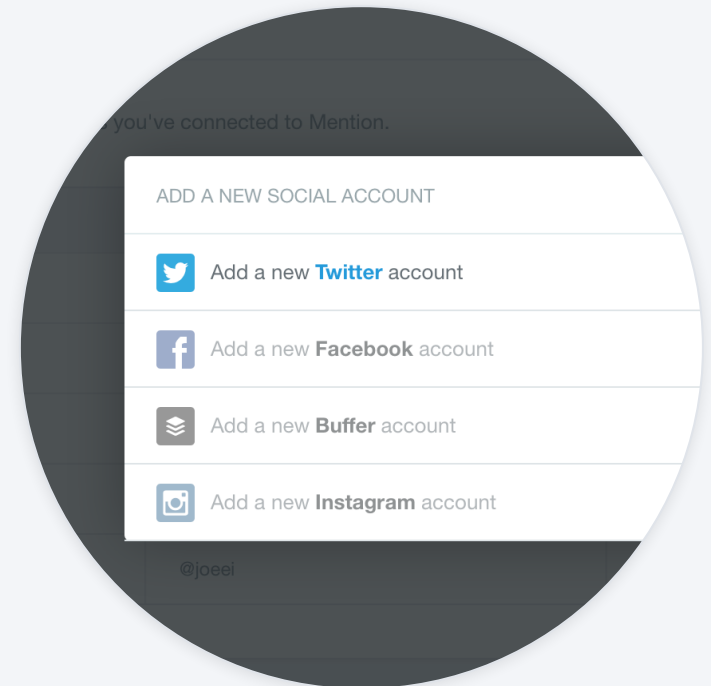 you've connected to Mention.
ADD A NEW SOCIAL ACCOUNT
Add a new Twitter account
Add a new Facebook account
Add a new Buffer account
Add a new Instagram account
@joeei